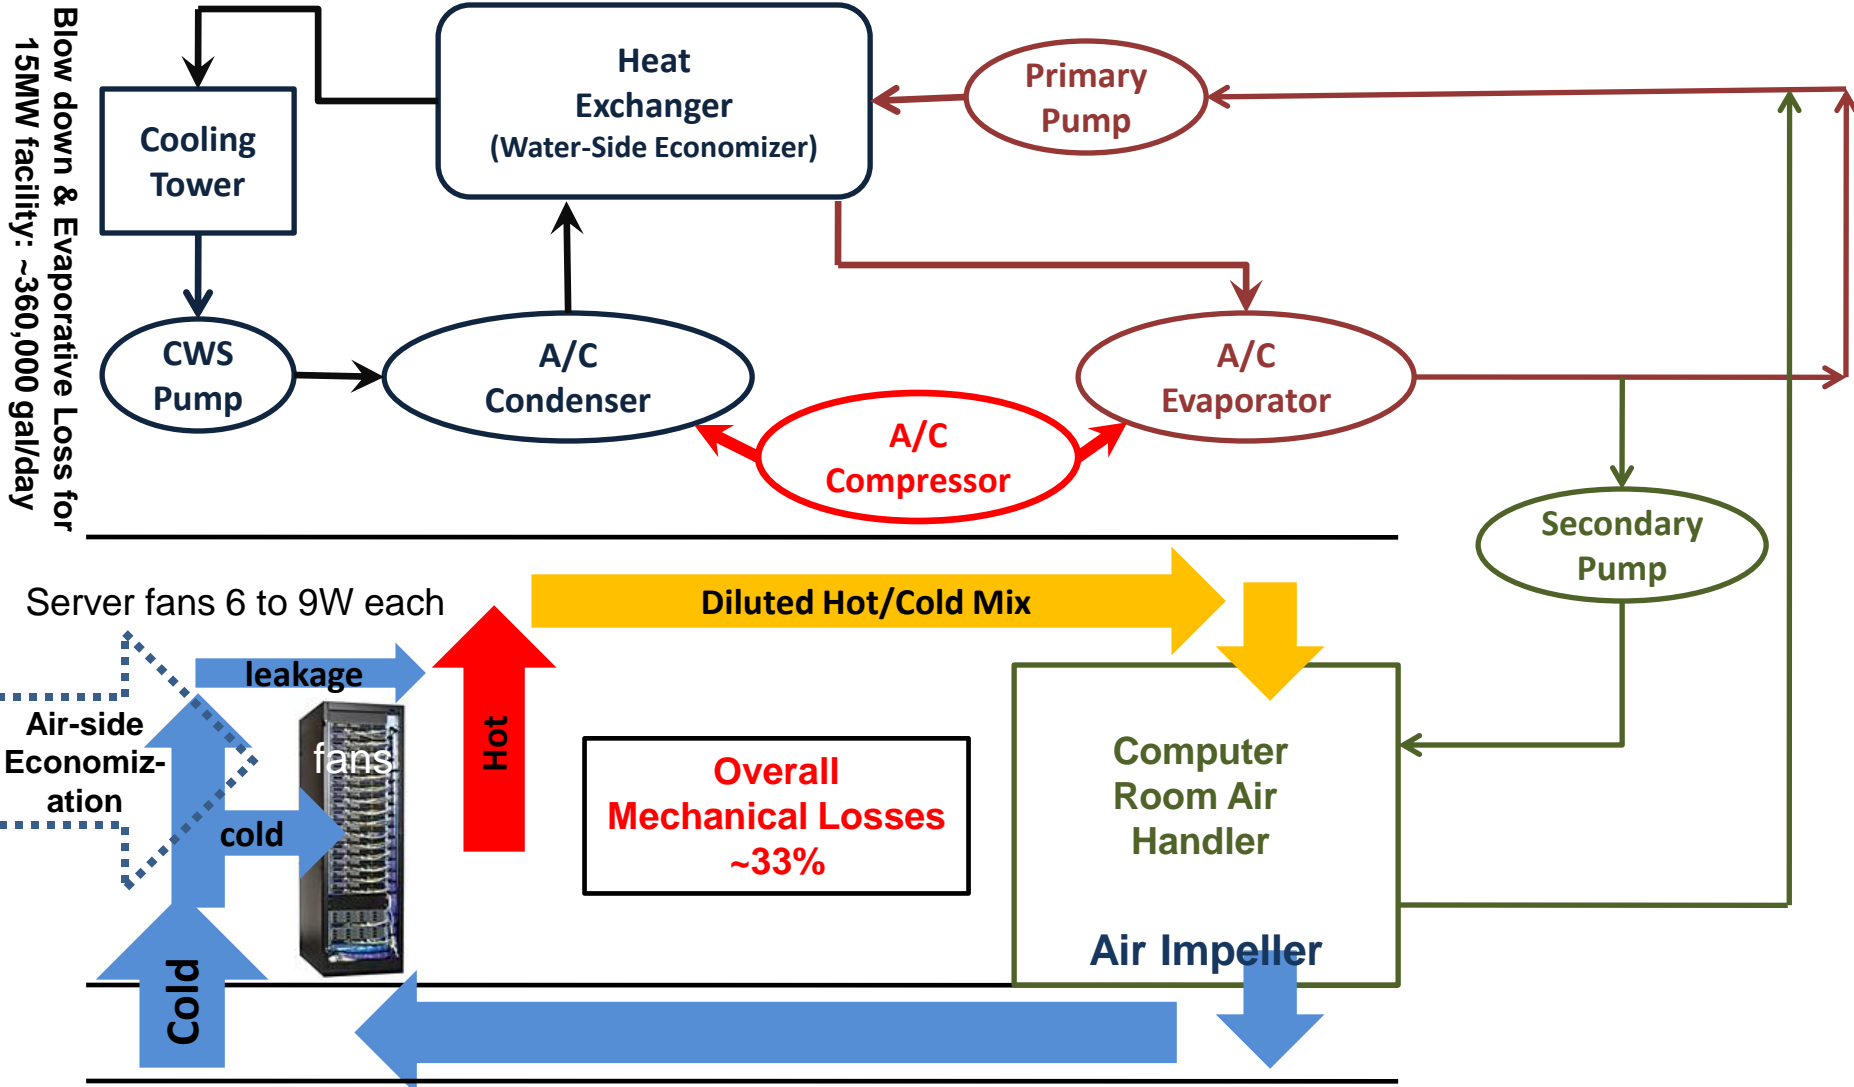 Blow down & Evaporative Loss for
15MW facility: ~360,000 gal/day
Heat
Exchanger
(Water-Side Economizer)
Primary
Pump
Cooling
Tower
CWS
Pump
A/C
Condenser
A/C
Evaporator
A/C
Compressor
Secondary
Pump
Server fans 6 to 9W each
Diluted Hot/Cold Mix
leakage
Air-side
Economiz-
ation
fans
Hot
cold
Overall
Mechanical Losses
~33%
Computer
Room Air
Handler
Air Impeller
Cold